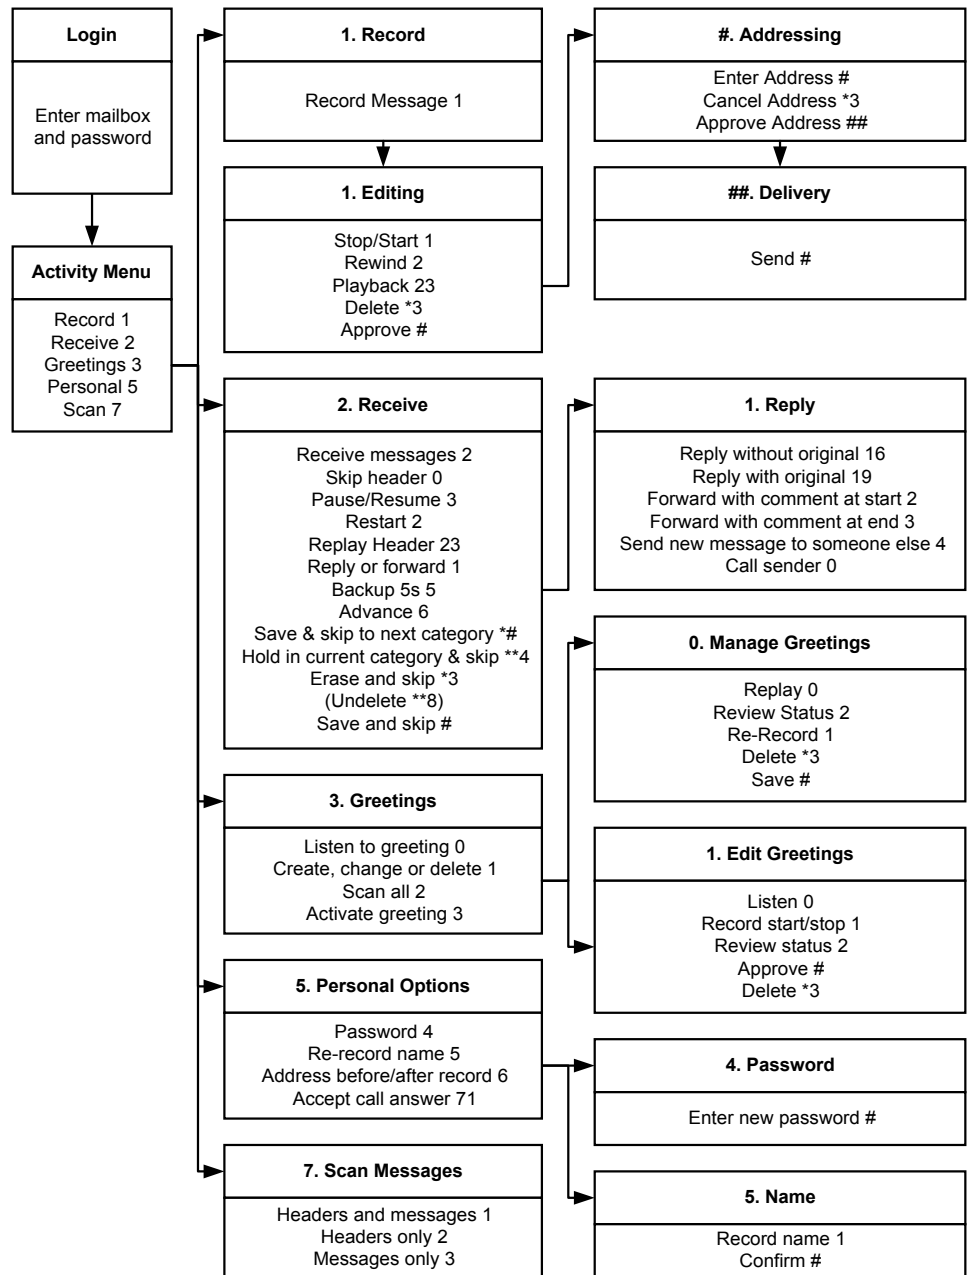 Login
Enter mailbox
and password
Activity Menu
Record 1
Receive 2
Greetings 3
Personal 5
Scan 7
1. Record
Record Message 1
1. Editing
Stop/Start 1
Rewind 2
Playback 23
Delete *3
Approve #
#. Addressing
Enter Address #
Cancel Address *3
Approve Address ##
##. Delivery
Send #
2. Receive
Receive messages 2
Skip header 0
Pause/Resume 3
Restart 2
Replay Header 23
Reply or forward 1
Backup 5s 5
Advance 6
Save & skip to next category *#
Hold in current category & skip **4
Erase and skip *3
(Undelete **8)
Save and skip #
1. Reply
Reply without original 16
Reply with original 19
Forward with comment at start 2
Forward with comment at end 3
Send new message to someone else 4
Call sender 0
3. Greetings
Listen to greeting 0
Create, change or delete 1
Scan all 2
Activate greeting 3
0. Manage Greetings
Replay 0
Review Status 2
Re-Record 1
Delete *3
Save #
1. Edit Greetings
Listen 0
Record start/stop 1
Review status 2
Approve #
Delete *3
5. Personal Options
Password 4
Re-record name 5
Address before/after record 6
Accept call answer 71
4. Password
Enter new password #
5. Name
Record name 1
Confirm #
7. Scan Messages
Headers and messages 1
Headers only 2
Messages only 3